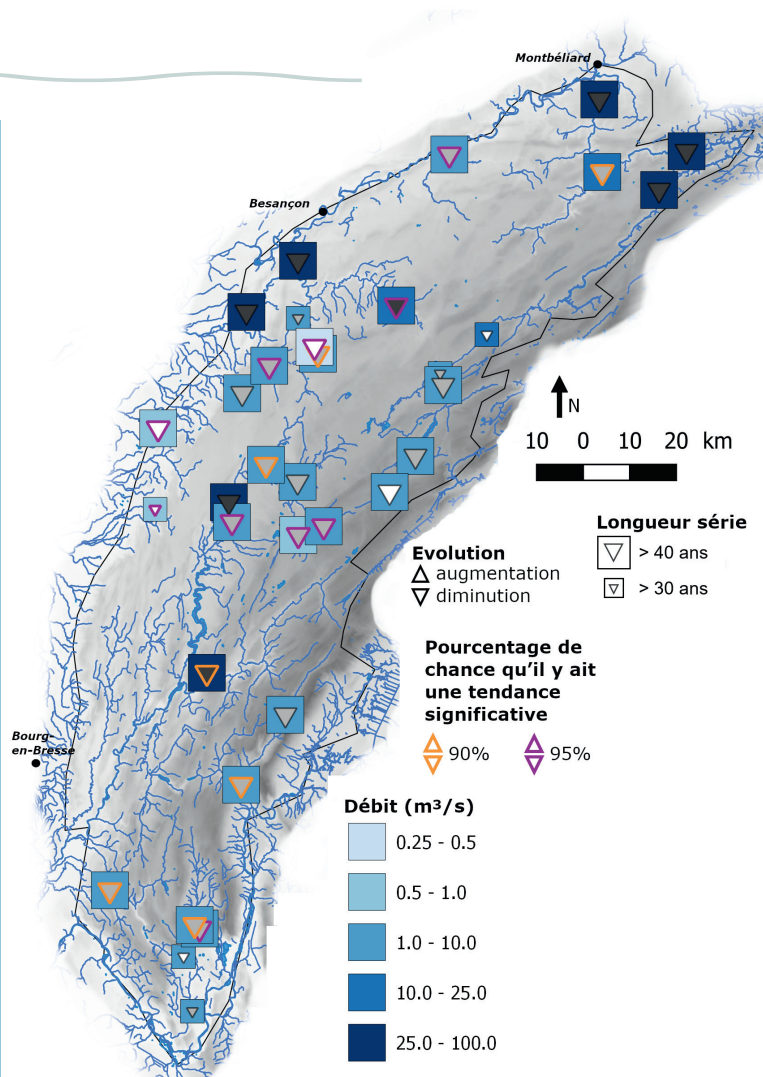 Montbéliard
Besançon
N
10 0 10 20 km
Evolution
augmentation
diminution
Longueur série
> 40 ans
> 30 ans
Pourcentage de
chance qu'il y ait
une tendance
significative
90%
95%
Bourg-
en-Bresse
Débit (m³/s)
0.25 - 0.5
0.5 - 1.0
1.0 - 10.0
10.0 - 25.0
25.0 - 100.0